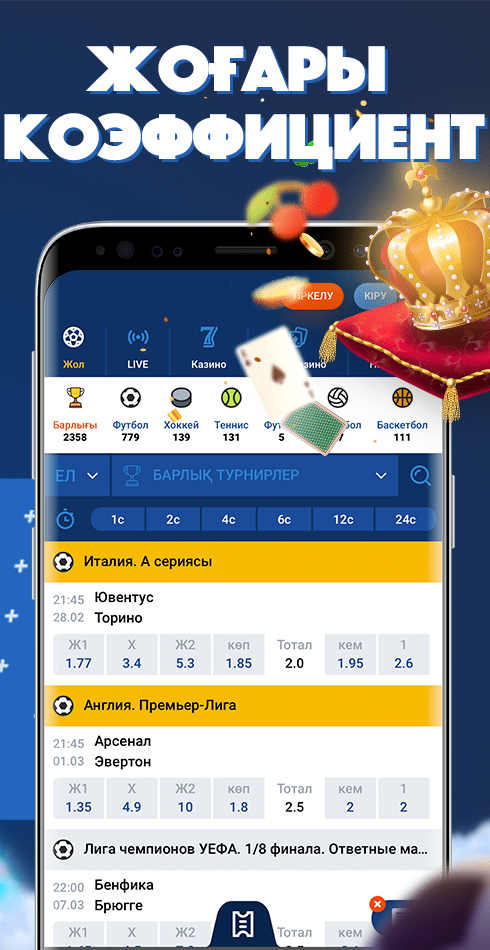 ЖОҒАРЫ
КОЭФФИЦИЕНТ
КІРУ
Жол LIVE Казино
Барлығы Футбол Хоккей Теннис Баскетбол
2358 779 139 131 5 111
БАРЛЫҚ ТУРНИРЛЕР
1с 2с 4с 6с 12с 24с
Италия. А сериясы
21:45 Ювентус
28.02 Торино
Ж1 Х Ж2 көп Тотал кем 1
1.77 3.4 5.3 1.85 2.0 1.95 2.6
Англия. Премьер-Лига
21:45 Арсенал
01.03 Эвертон
Ж1 Х Ж2 көп Тотал кем 1
1.35 4.9 10 1.8 2.5 2 2
Лига чемпионов УЕФА. 1/8 финала. Ответные ма...
22:00 Бенфика
07.03 Брюгге
Ж1 Х Ж2 Тотал кем